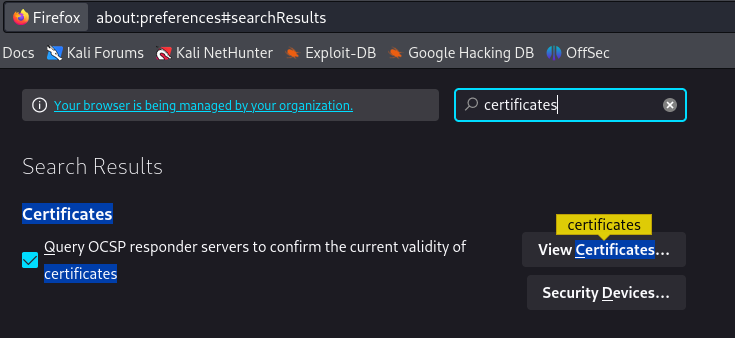 Firefox about:preferences#searchResults
Docs Kali Forums Kali NetHunter Exploit-DB Google Hacking DB OffSec
Your browser is being managed by your organization. certificates
Search Results
Certificates
certificates
Query OCSP responder servers to confirm the current validity of
certificates
View Certificates...
Security Devices...